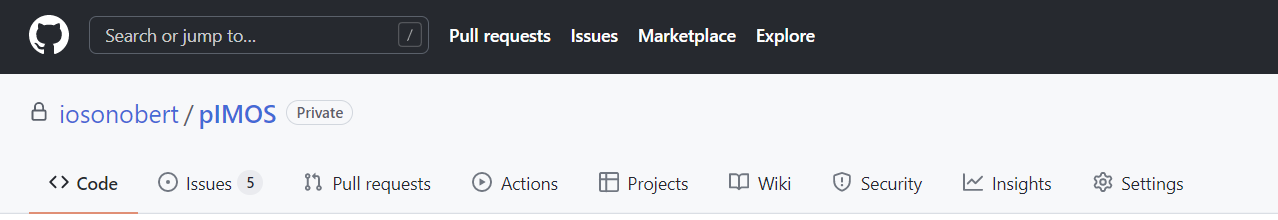 Search or jump to... / Pull requests Issues Marketplace Explore
iosonobert / pIMOS Private
Code Issues 5 Pull requests Actions Projects Wiki Security Insights Settings